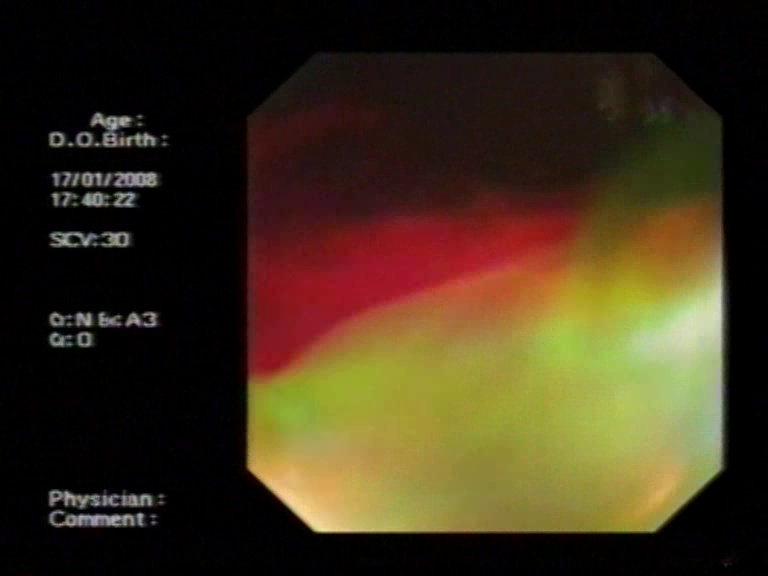 Age:
D.O.Birth:
17/01/2008
17:40:22
SCV:30
Physician:
Comment: